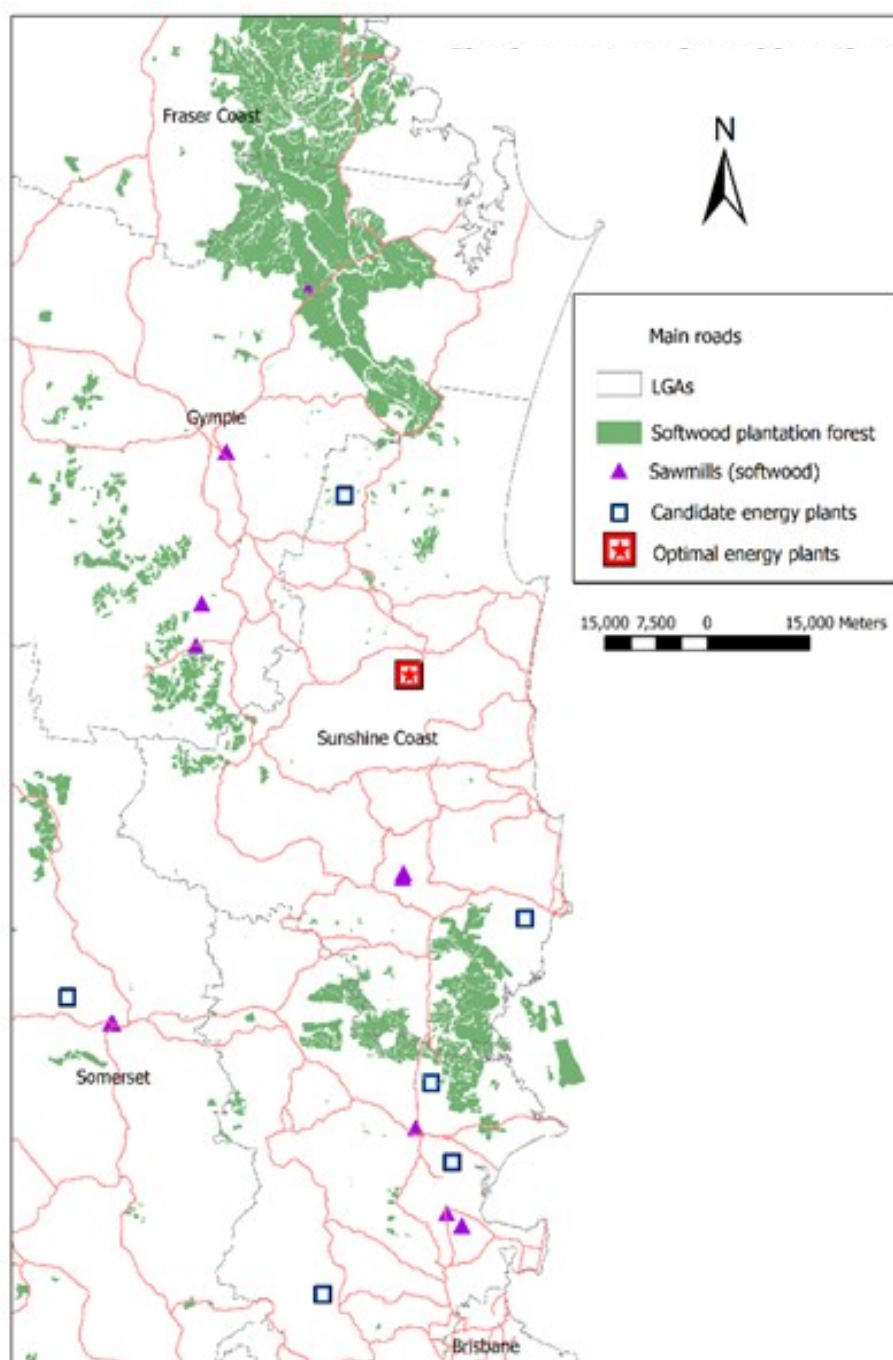 Fraser Coast
N
Main roads
LGAs
Softwood plantation forest
Sawmills (softwood)
Candidate energy plants
Optimal energy plants
Gympie
15,000 7,500 0 15,000 Meters
Sunshine Coast
Somerset
Brisbane